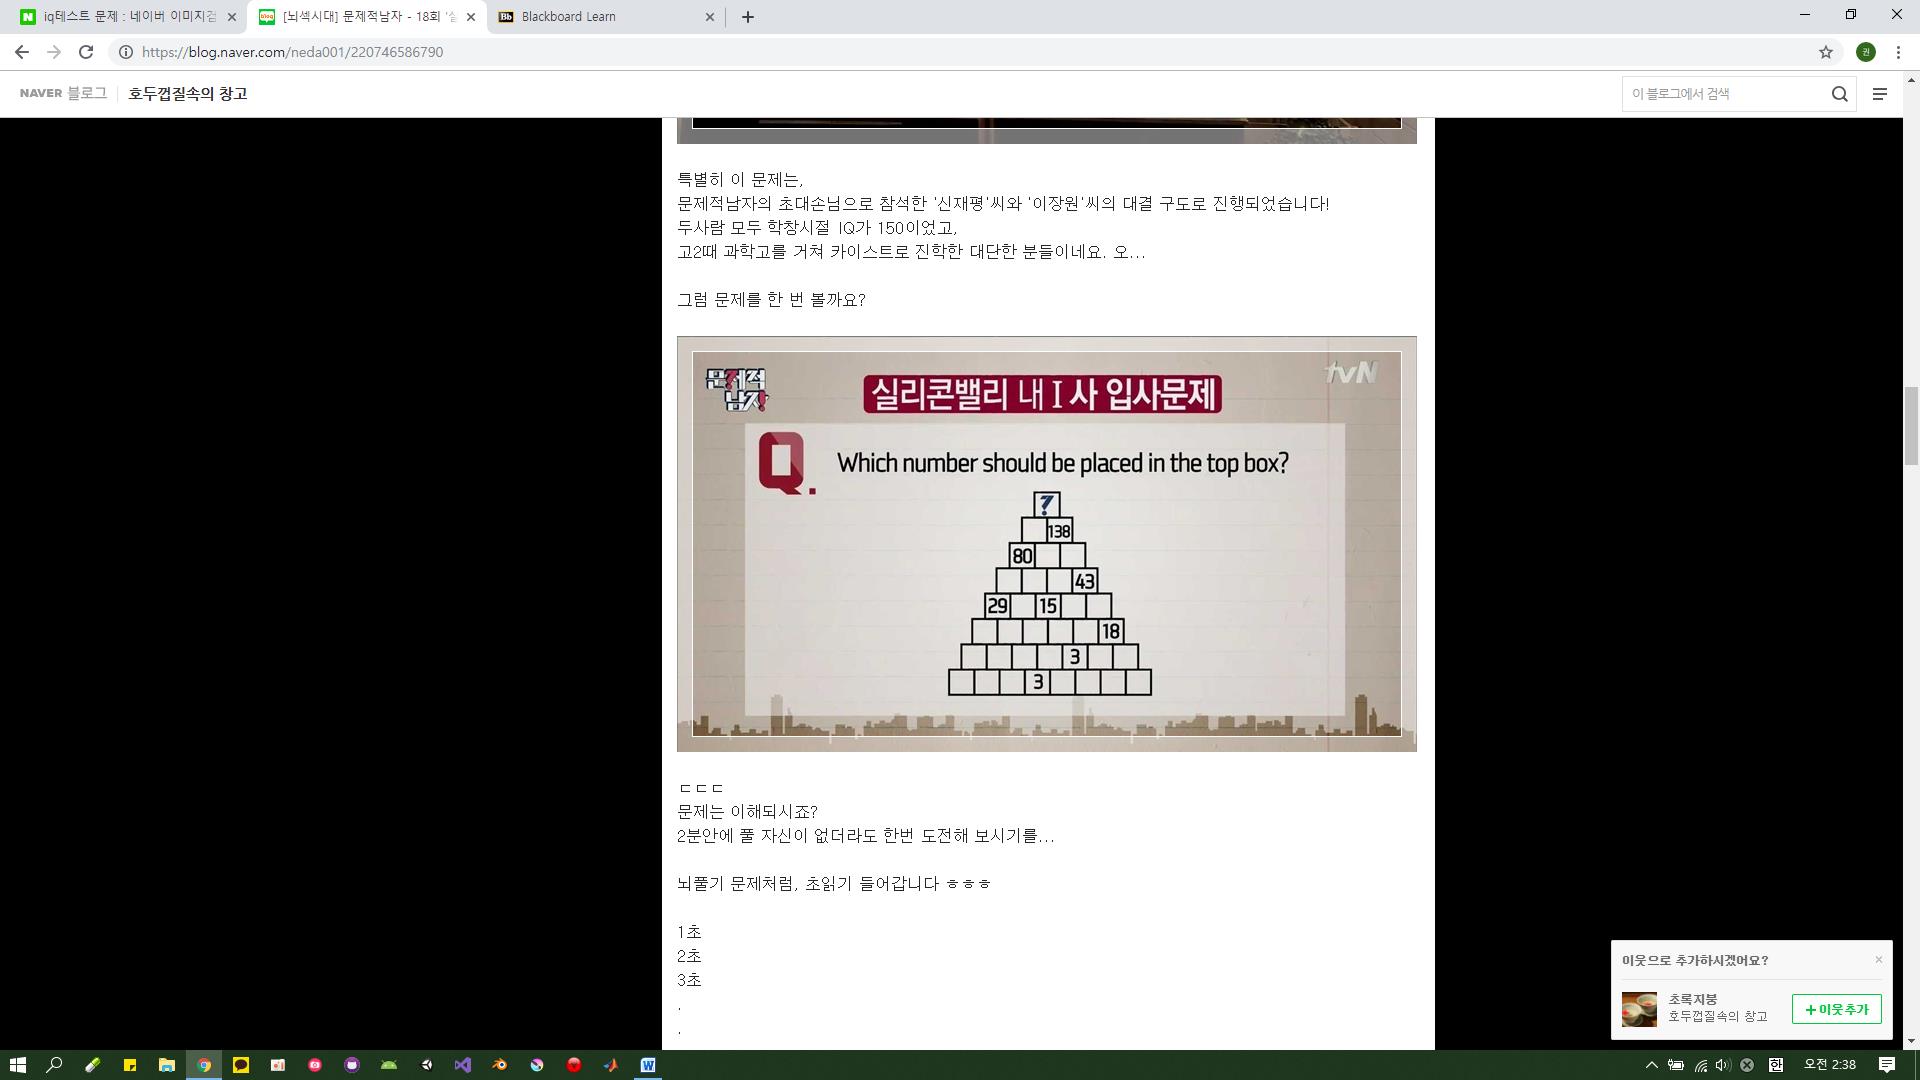 iq테스트 문제 : 네이버 이미지검
[뇌섹시대] 문제적남자 - 18회 '실
Blackboard Learn
https://blog.naver.com/neda001/220746586790
권
NAVER 블로그
호두껍질속의 창고
이 블로그에서 검색
특별히 이 문제는,
문제적남자의 초대손님으로 참석한 '신재평'씨와 '이장원'씨의 대결 구도로 진행되었습니다!
두사람 모두 학창시절 IQ가 150이었고,
고2때 과학고를 거쳐 카이스트로 진학한 대단한 분들이네요. 오...
그럼 문제를 한 번 볼까요?
문제적
남자!
실리콘밸리 내 I 사 입사문제
tvN
Q.
Which number should be placed in the top box?
?
138
80
43
29 15
18
3
3
ㄷㄷㄷ
문제는 이해되시죠?
2분안에 풀 자신이 없더라도 한번 도전해 보시기를...
뇌풀기 문제처럼, 초읽기 들어갑니다 ㅎㅎㅎ
1초
2초
3초
.
.
이웃으로 추가하시겠어요?
초록지붕
호두껍질속의 창고
+이웃추가
한
오전 2:38